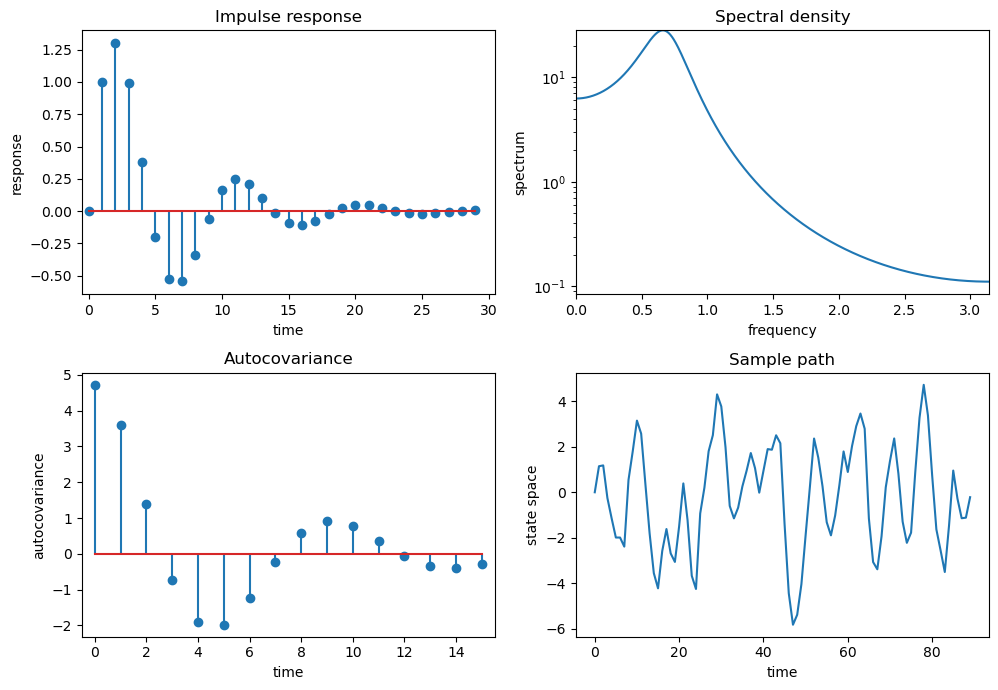 Impulse response
response
1.25
1.00
0.75
0.50
0.25
0.00
−0.25
−0.50
0 5 10 15 20 25 30
time
Spectral density
spectrum
10¹
10⁰
10⁻¹
0.0 0.5 1.0 1.5 2.0 2.5 3.0
frequency
Autocovariance
autocovariance
5
4
3
2
1
0
−1
−2
0 2 4 6 8 10 12 14
time
Sample path
state space
4
2
0
−2
−4
−6
0 20 40 60 80
time